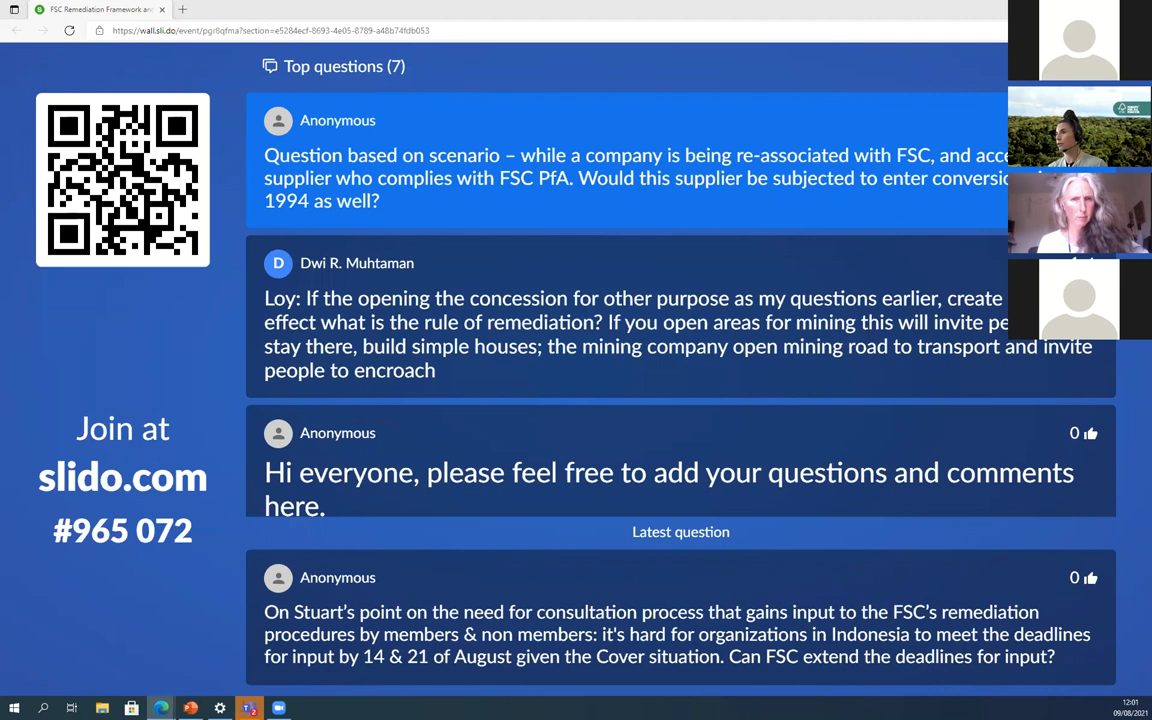 FSC Remediation Framework and
https://wall.sli.do/event/pgr8qfma?section=e5284ecf-8693-4e05-8789-a48b74fdb053
Top questions (7)
Anonymous
Question based on scenario – while a company is being re-associated with FSC, and
supplier who complies with FSC PfA. Would this supplier be subjected to enter
1994 as well?
D
Dwi R. Muhtaman
Loy: If the opening the concession for other purpose as my questions earlier, create
effect what is the rule of remediation? If you open areas for mining this will invite
stay there, build simple houses; the mining company open mining road to transport and invite
people to encroach
Anonymous
0
Hi everyone, please feel free to add your questions and comments
here.
Latest question
Anonymous
0
On Stuart's point on the need for consultation process that gains input to the FSC's remediation
procedures by members & non members: it's hard for organizations in Indonesia to meet the deadlines
for input by 14 & 21 of August given the Cover situation. Can FSC extend the deadlines for input?
Join at
slido.com
#965 072
12:01
09/08/2021